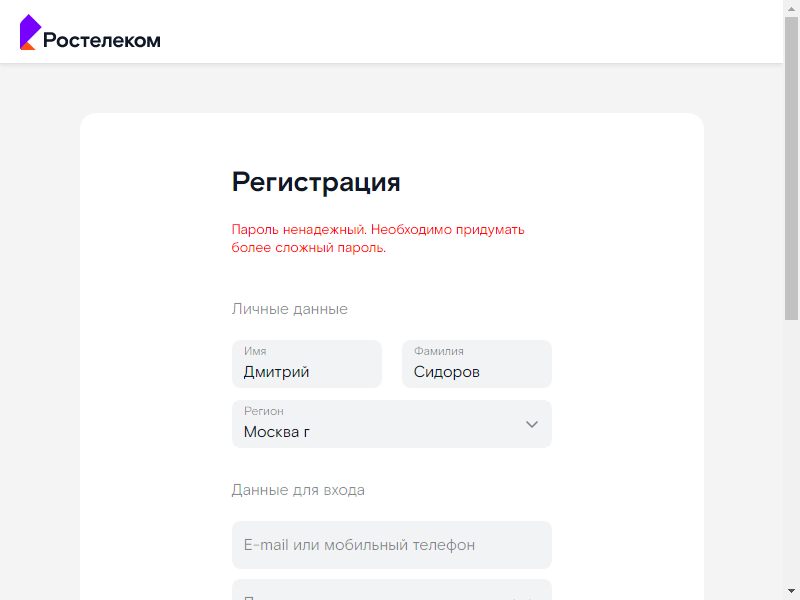 Ростелеком
Регистрация
Пароль ненадежный. Необходимо придумать
более сложный пароль.
Личные данные
Имя
Дмитрий
Фамилия
Сидоров
Регион
Москва г
Данные для входа
E-mail или мобильный телефон